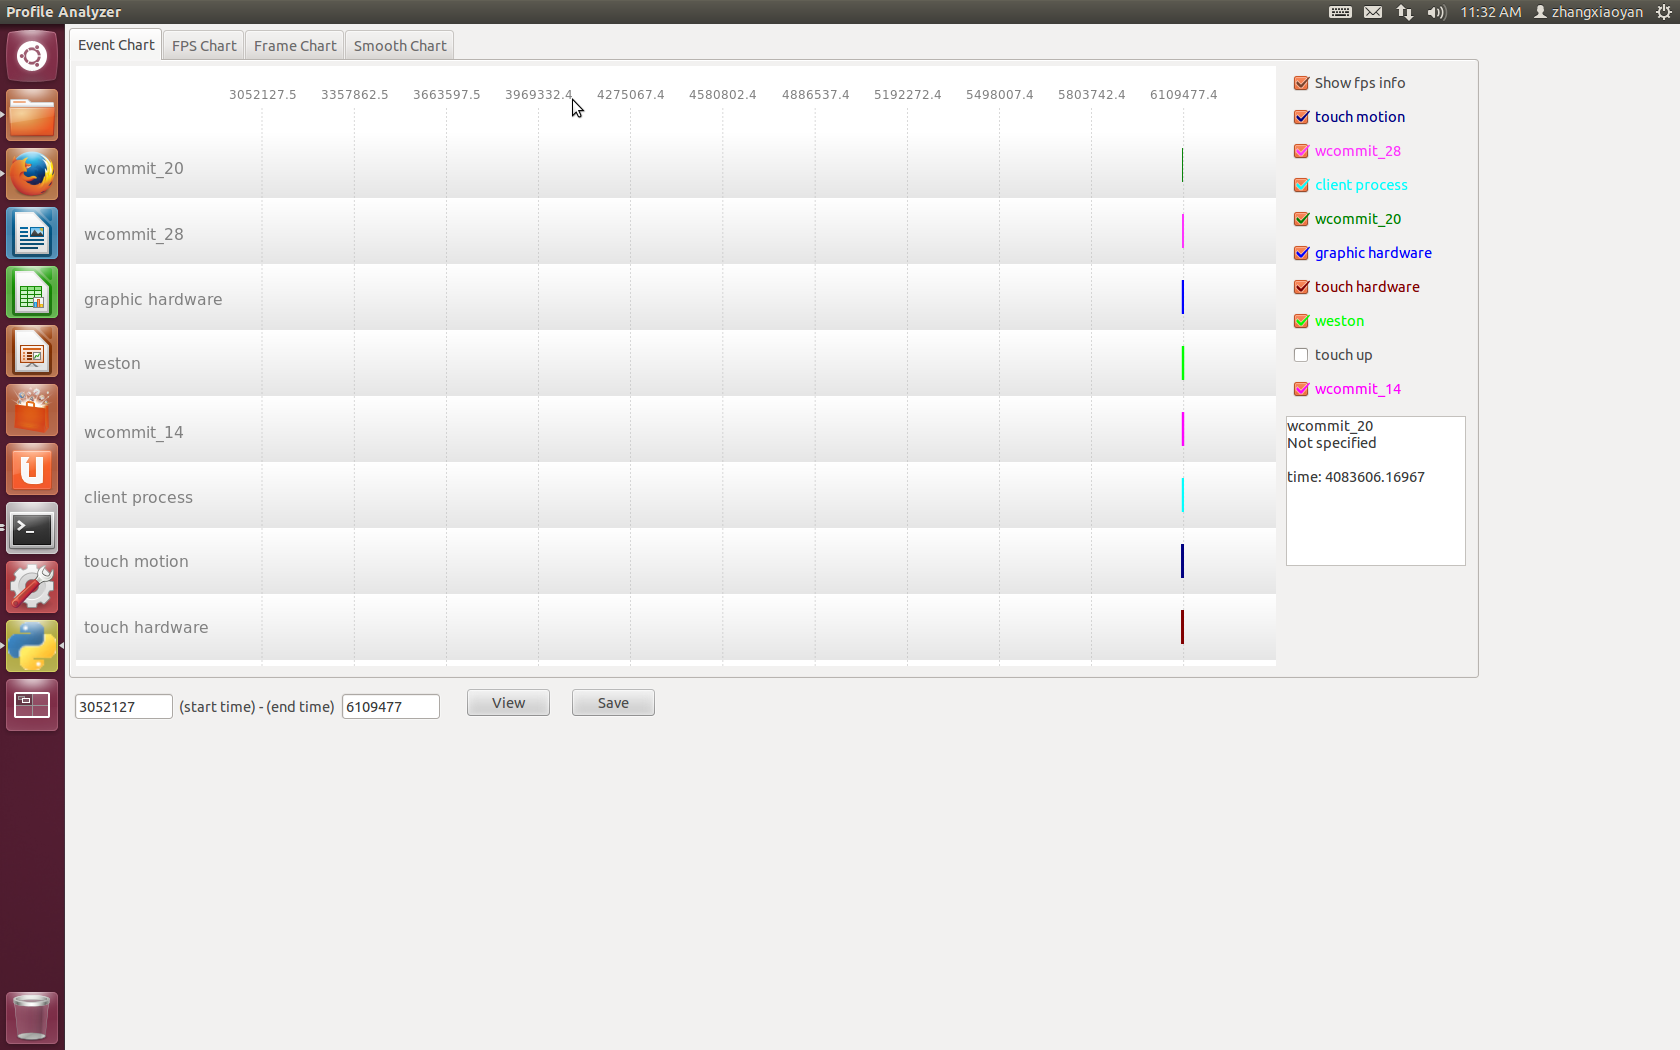 Profile Analyzer
11:32 AM zhangxiaoyan
Event Chart FPS Chart Frame Chart Smooth Chart
3052127.5 3357862.5 3663597.5 3969332.4 4275067.4 4580802.4 4886537.4 5192272.4 5498007.4 5803742.4 6109477.4
wcommit_20
wcommit_28
graphic hardware
weston
wcommit_14
client process
touch motion
touch hardware
Show fps info
touch motion
wcommit_28
client process
wcommit_20
graphic hardware
touch hardware
weston
touch up
wcommit_14
wcommit_20
Not specified
time: 4083606.16967
3052127 (start time) - (end time) 6109477 View Save